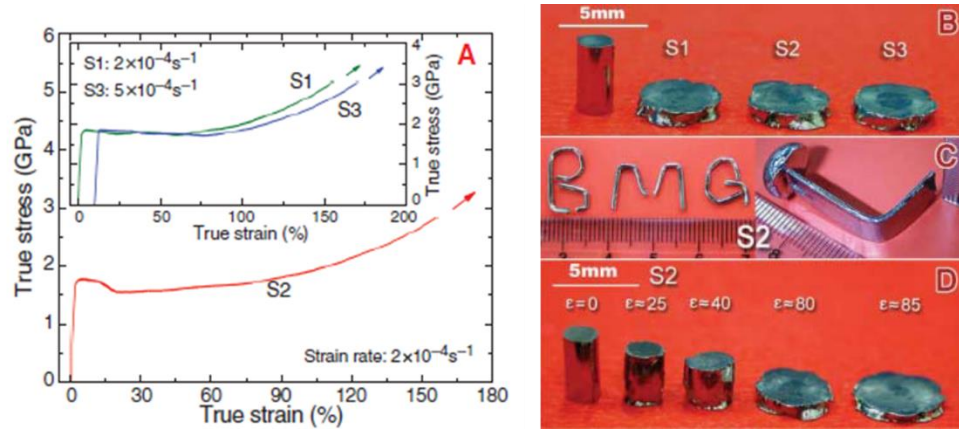 A
6
5
4
3
2
1
0
True stress (GPa)
0 30 60 90 120 150 180
True strain (%)
S2
Strain rate: 2×10⁻⁴s⁻¹
S1: 2×10⁻⁴s⁻¹
S3: 5×10⁻⁴s⁻¹
S1
S3
4
3
2
1
0
True stress (GPa)
0 50 100 150 200
True strain (%)
5mm
B
S1 S2 S3
BMG
C
S2
5mm
S2
D
ε=0 ε≈25 ε≈40 ε≈80 ε≈85